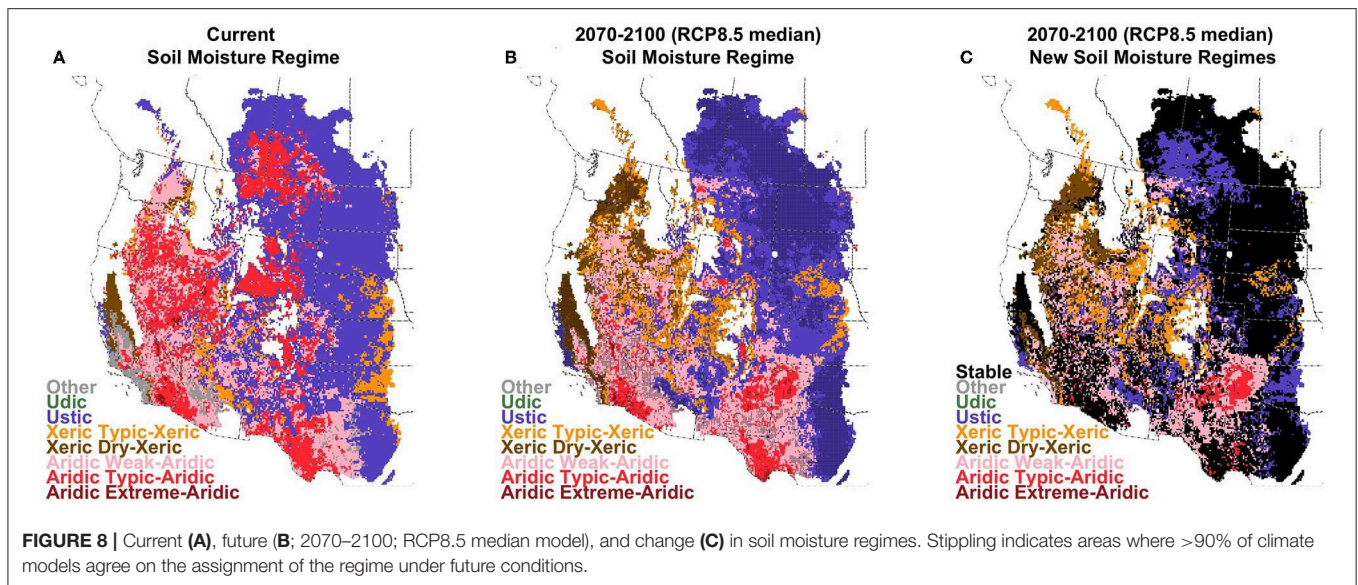 Current
A Soil Moisture Regime
Other
Udic
Ustic
Xeric Typic-Xeric
Xeric Dry-Xeric
Aridic Weak-Aridic
Aridic Typic-Aridic
Aridic Extreme-Aridic
2070-2100 (RCP8.5 median)
B Soil Moisture Regime
Other
Udic
Ustic
Xeric Typic-Xeric
Xeric Dry-Xeric
Aridic Weak-Aridic
Aridic Typic-Aridic
Aridic Extreme-Aridic
2070-2100 (RCP8.5 median)
C New Soil Moisture Regimes
Stable
Other
Udic
Ustic
Xeric Typic-Xeric
Xeric Dry-Xeric
Aridic Weak-Aridic
Aridic Typic-Aridic
Aridic Extreme-Aridic
FIGURE 8 | Current (A), future (B; 2070–2100; RCP8.5 median model), and change (C) in soil moisture regimes. Stippling indicates areas where >90% of climate
models agree on the assignment of the regime under future conditions.